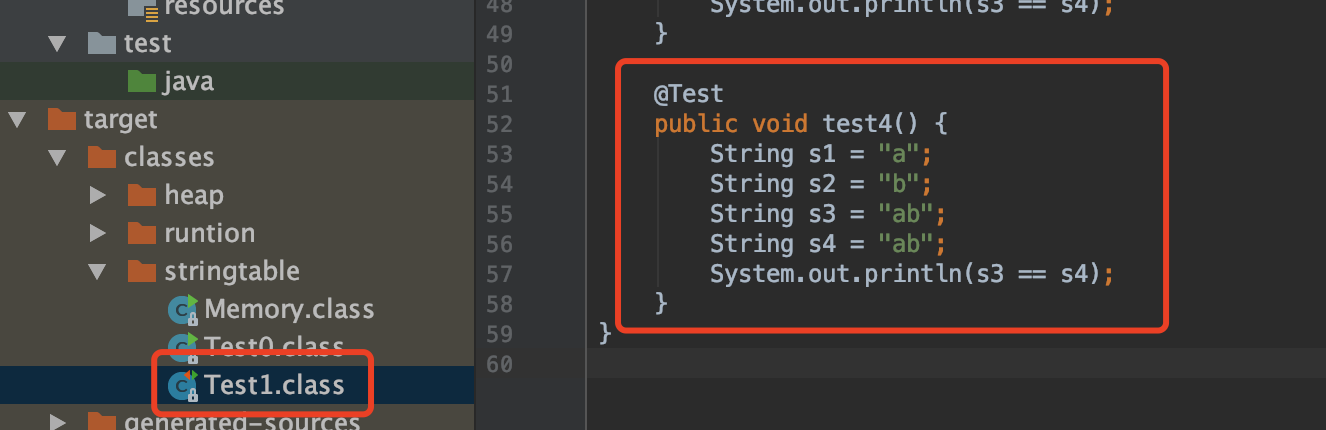 resources
test
java
target
classes
heap
runtion
stringtable
Memory.class
Test0.class
Test1.class
generated-sources
48 System.out.println(s3 == s4);
49 }
50
51 @Test
52 public void test4() {
53 String s1 = "a";
54 String s2 = "b";
55 String s3 = "ab";
56 String s4 = "ab";
57 System.out.println(s3 == s4);
58 }
59 }
60